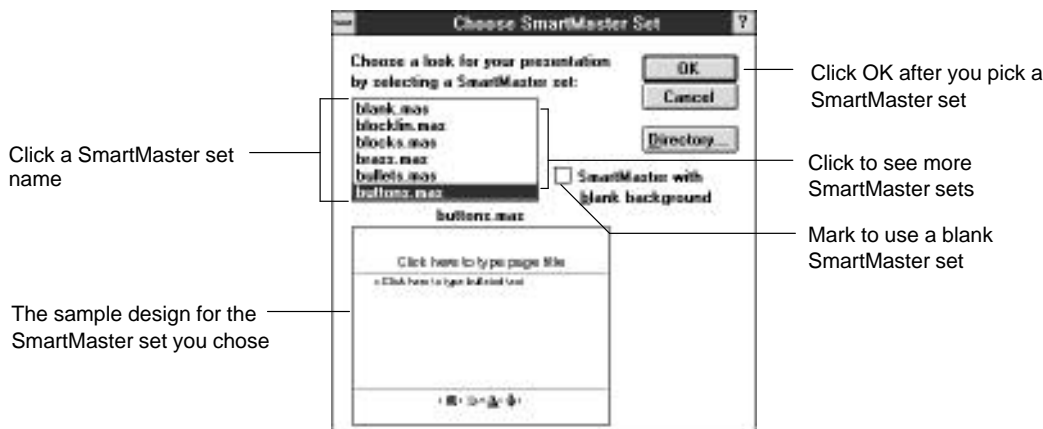 Choose SmartMaster Set
?
Choose a look for your presentation
by selecting a SmartMaster set:
OK
Cancel
Directory...
blank.mas
blocklin.mas
blocks.mas
brass.mas
bullets.mas
buttons.mas
SmartMaster with
blank background
buttons.mas
Click here to type page title
Click here to type bulleted text
Click a SmartMaster set
name
The sample design for the
SmartMaster set you chose
Click OK after you pick a
SmartMaster set
Click to see more
SmartMaster sets
Mark to use a blank
SmartMaster set